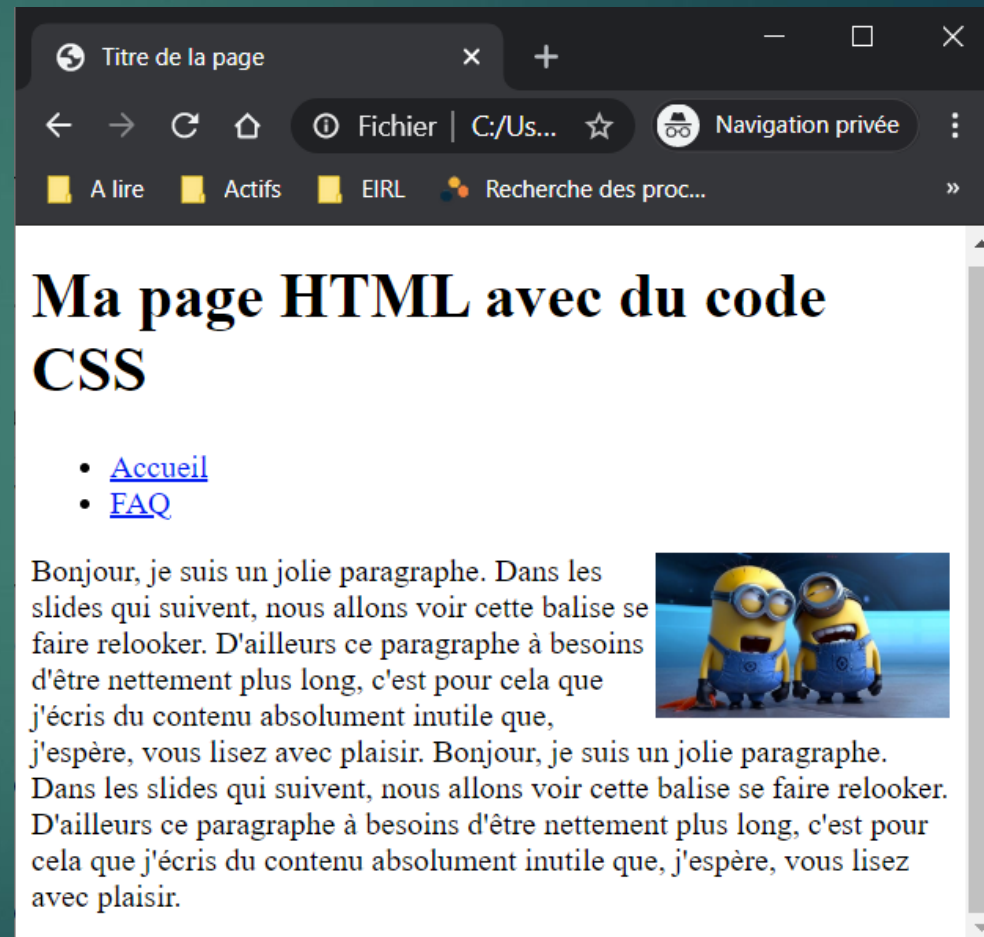 Titre de la page
Fichier | C:/Us... Navigation privée
A lire Actifs EIRL Recherche des proc... »
Ma page HTML avec du code
CSS
• Accueil
• FAQ
Bonjour, je suis un jolie paragraphe. Dans les
slides qui suivent, nous allons voir cette balise se
faire relooker. D'ailleurs ce paragraphe à besoins
d'être nettement plus long, c'est pour cela que
j'écris du contenu absolument inutile que,
j'espère, vous lisez avec plaisir. Bonjour, je suis un jolie paragraphe.
Dans les slides qui suivent, nous allons voir cette balise se faire relooker.
D'ailleurs ce paragraphe à besoins d'être nettement plus long, c'est pour
cela que j'écris du contenu absolument inutile que, j'espère, vous lisez
avec plaisir.